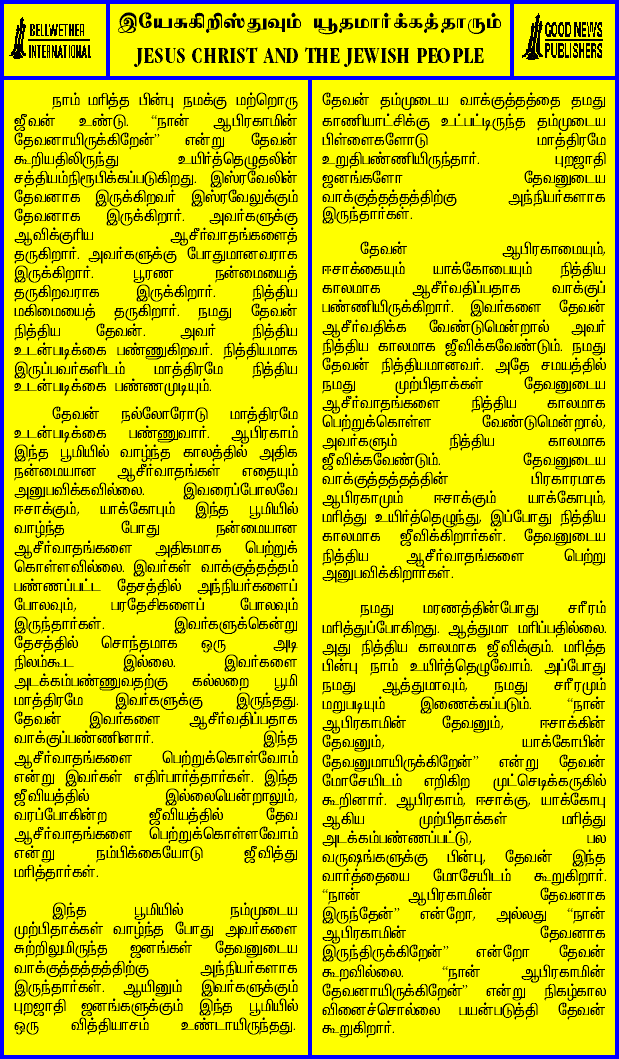 BELLWETHER
INTERNATIONAL
இயேசுகிறிஸ்துவும் யூதமார்க்கத்தாரும்
JESUS CHRIST AND THE JEWISH PEOPLE
GOOD NEWS
PUBLISHERS
நாம் மரித்த பின்பு நமக்கு மற்றொரு
ஜீவன் உண்டு. “நான் ஆபிரகாமின்
தேவனாயிருக்கிறேன்” என்று தேவன்
கூறியதிலிருந்து உயிர்த்தெழுதலின்
சத்தியம்நிரூபிக்கப்படுகிறது. இஸ்ரவேலின்
தேவனாக இருக்கிறவர் இஸ்ரவேலுக்கும்
தேவனாக இருக்கிறார். அவர்களுக்கு
ஆவிக்குரிய ஆசீர்வாதங்களைத்
தருகிறார். அவர்களுக்கு போதுமானவராக
இருக்கிறார். பூரண நன்மையைத்
தருகிறவராக இருக்கிறார். நித்திய
மகிமையைத் தருகிறார். நமது தேவன்
நித்திய தேவன். அவர் நித்திய
உடன்படிக்கை பண்ணுகிறவர். நித்தியமாக
இருப்பவர்களிடம் மாத்திரமே நித்திய
உடன்படிக்கை பண்ணமுடியும்.
தேவன் நல்லோரோடு மாத்திரமே
உடன்படிக்கை பண்ணுவார். ஆபிரகாம்
இந்த பூமியில் வாழ்ந்த காலத்தில் அதிக
நன்மையான ஆசீர்வாதங்கள் எதையும்
அனுபவிக்கவில்லை. இவரைப்போலவே
ஈசாக்கும், யாக்கோபும் இந்த பூமியில்
வாழ்ந்த போது நன்மையான
ஆசீர்வாதங்களை அதிகமாக பெற்றுக்
கொள்ளவில்லை. இவர்கள் வாக்குத்தத்தம்
பண்ணப்பட்ட தேசத்தில் அந்நியர்களைப்
போலவும், பரதேசிகளைப் போலவும்
இருந்தார்கள். இவர்களுக்கென்று
தேசத்தில் சொந்தமாக ஒரு அடி
நிலம்கூட இல்லை. இவர்களை
அடக்கம்பண்ணுவதற்கு கல்லறை பூமி
மாத்திரமே இவர்களுக்கு இருந்தது.
தேவன் இவர்களை ஆசீர்வதிப்பதாக
வாக்குப்பண்ணினார். இந்த
ஆசீர்வாதங்களை பெற்றுக்கொள்வோம்
என்று இவர்கள் எதிர்பார்த்தார்கள். இந்த
ஜீவியத்தில் இல்லையென்றாலும்,
வரப்போகின்ற ஜீவியத்தில் தேவ
ஆசீர்வாதங்களை பெற்றுக்கொள்ளவோம்
என்று நம்பிக்கையோடு ஜீவித்து
மரித்தார்கள்.
இந்த பூமியில் நம்முடைய
முற்பிதாக்கள் வாழ்ந்த போது அவர்களை
சுற்றிலுமிருந்த ஜனங்கள் தேவனுடைய
வாக்குத்தத்தத்திற்கு அந்நியர்களாக
இருந்தார்கள். ஆயினும் இவர்களுக்கும்
புறஜாதி ஜனங்களுக்கும் இந்த பூமியில்
ஒரு வித்தியாசம் உண்டாயிருந்தது.
தேவன் தம்முடைய வாக்குத்தத்தை தமது
காணியாட்சிக்கு உட்பட்டிருந்த தம்முடைய
பிள்ளைகளோடு மாத்திரமே
உறுதிபண்ணியிருந்தார். புறஜாதி
ஜனங்களோ தேவனுடைய
வாக்குத்தத்தத்திற்கு அந்நியர்களாக
இருந்தார்கள்.
தேவன் ஆபிரகாமையும்,
ஈசாக்கையும் யாக்கோபையும் நித்திய
காலமாக ஆசீர்வதிப்பதாக வாக்குப்
பண்ணியிருக்கிறார். இவர்களை தேவன்
ஆசீர்வதிக்க வேண்டுமென்றால் அவர்
நித்திய காலமாக ஜீவிக்கவேண்டும். நமது
தேவன் நித்தியமானவர். அதே சமயத்தில்
நமது முற்பிதாக்கள் தேவனுடைய
ஆசீர்வாதங்களை நித்திய காலமாக
பெற்றுக்கொள்ள வேண்டுமென்றால்,
அவர்களும் நித்திய காலமாக
ஜீவிக்கவேண்டும். தேவனுடைய
வாக்குத்தத்தத்தின் பிரகாரமாக
ஆபிரகாமும் ஈசாக்கும் யாக்கோபும்,
மரித்து உயிர்த்தெழுந்து, இப்போது நித்திய
காலமாக ஜீவிக்கிறார்கள். தேவனுடைய
நித்திய ஆசீர்வாதங்களை பெற்று
அனுபவிக்கிறார்கள்.
நமது மரணத்தின்போது சரீரம்
மரித்துப்போகிறது. ஆத்துமா மரிப்பதில்லை.
அது நித்திய காலமாக ஜீவிக்கும். மரித்த
பின்பு நாம் உயிர்த்தெழுவோம். அப்போது
நமது ஆத்துமாவும், நமது சரீரமும்
மறுபடியும் இணைக்கப்படும். “நான்
ஆபிரகாமின் தேவனும், ஈசாக்கின்
தேவனும், யாக்கோபின்
தேவனுமாயிருக்கிறேன்” என்று தேவன்
மோசேயிடம் எறிகிற முட்செடிக்கருகில்
கூறினார். ஆபிரகாம், ஈசாக்கு, யாக்கோபு
ஆகிய முற்பிதாக்கள் மரித்து
அடக்கம்பண்ணப்பட்டு, பல
வருஷங்களுக்கு பின்பு, தேவன் இந்த
வார்த்தையை மோசேயிடம் கூறுகிறார்.
“நான் ஆபிரகாமின் தேவனாக
இருந்தேன்” என்றோ, அல்லது “நான்
ஆபிரகாமின் தேவனாக
இருந்திருக்கிறேன்” என்றோ தேவன்
கூறவில்லை. “நான் ஆபிரகாமின்
தேவனாயிருக்கிறேன்” என்று நிகழ்கால
வினைச்சொல்லை பயன்படுத்தி தேவன்
கூறுகிறார்.